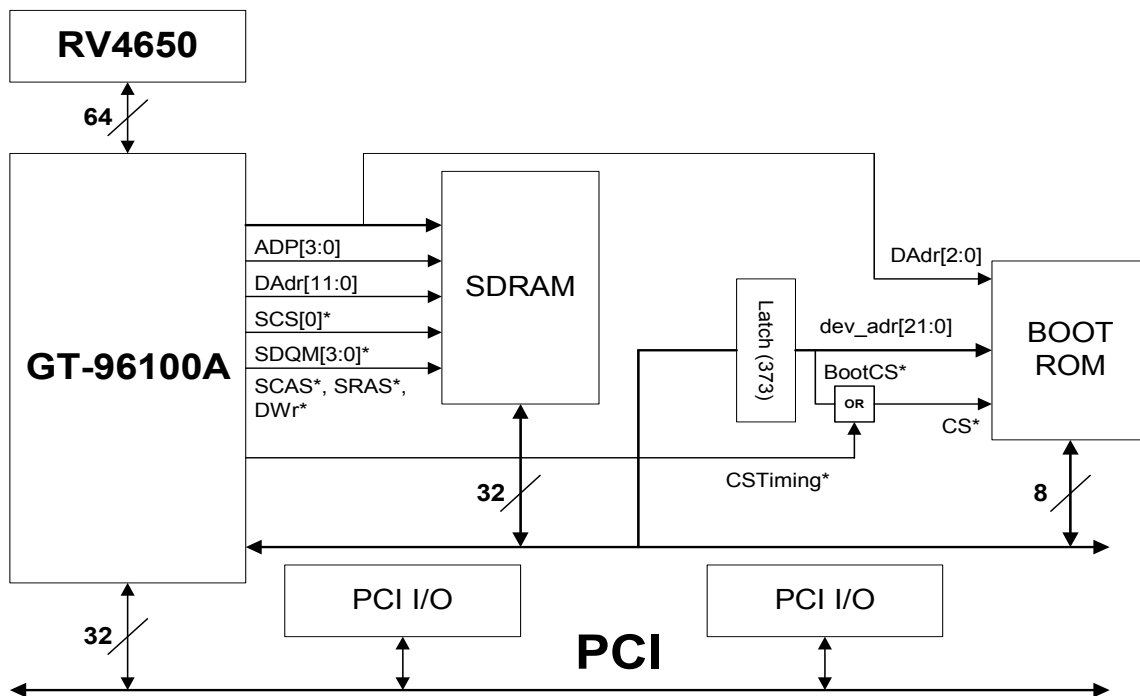 RV4650
64
ADP[3:0]
DAdr[11:0]
SCS[0]*
SDQM[3:0]*
SCAS*, SRAS*,
DWr*
GT-96100A
SDRAM
DAdr[2:0]
Latch (373)
dev_adr[21:0]
BootCS*
OR
CS*
BOOT
ROM
CSTiming*
32
8
PCI I/O
PCI I/O
32
PCI